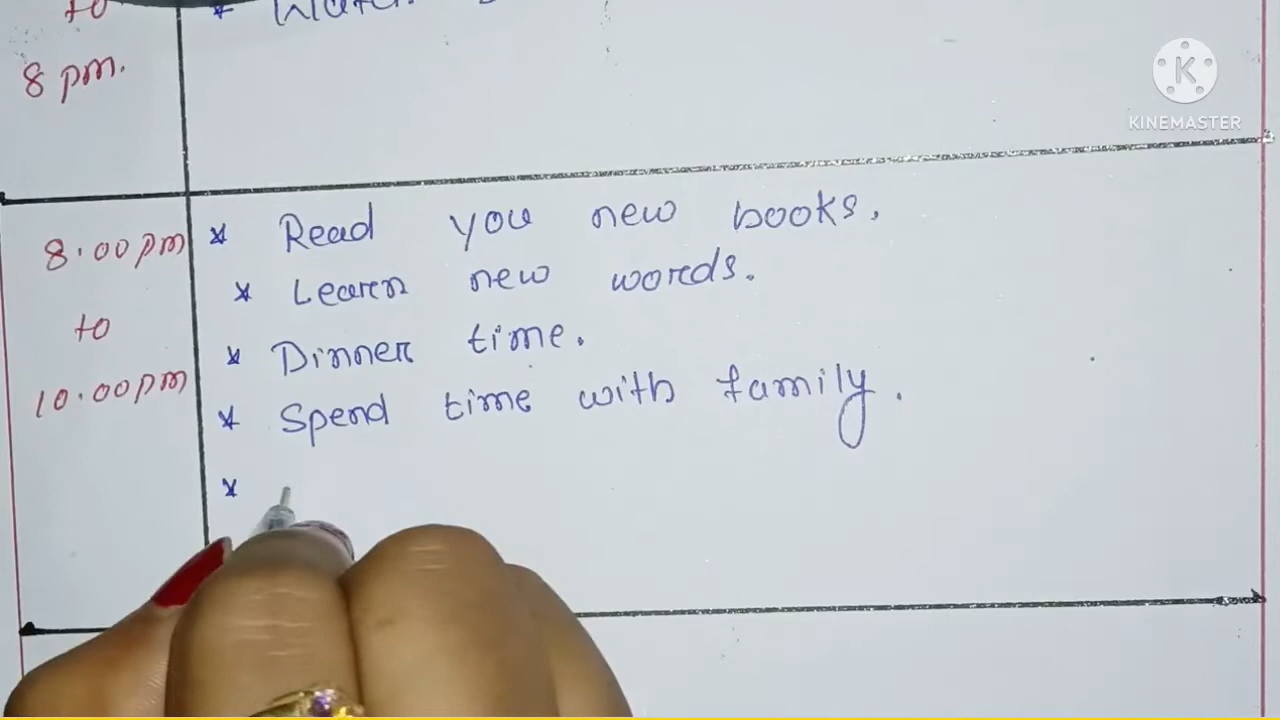 to
8 pm.
KINEMASTER
8.00pm
to
10.00pm
* Read you new books.
* Learn new words.
* Dinner time.
* Spend time with family.
*